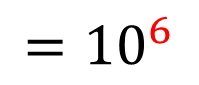 = 10⁶